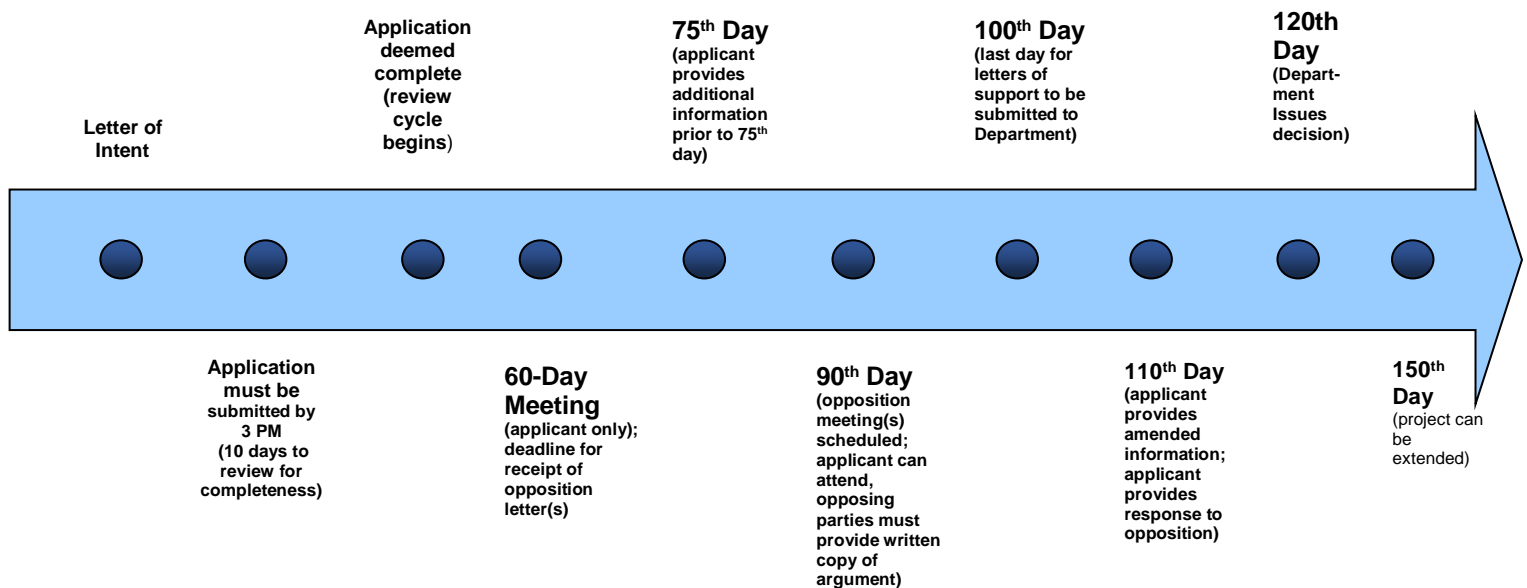 Letter of
Intent
Application
must be
submitted by
3 PM
(10 days to
review for
completeness)
Application
deemed
complete
(review
cycle
begins)
60-Day
Meeting
(applicant only);
deadline for
receipt of
opposition
letter(s)
75th Day
(applicant
provides
additional
information
prior to 75th
day)
90th Day
(opposition
meeting(s)
scheduled;
applicant can
attend,
opposing
parties must
provide written
copy of
argument)
100th Day
(last day for
letters of
support to be
submitted to
Department)
110th Day
(applicant
provides
amended
information;
applicant
provides
response to
opposition)
120th
Day
(Depart-
ment
Issues
decision)
150th
Day
(project can
be
extended)